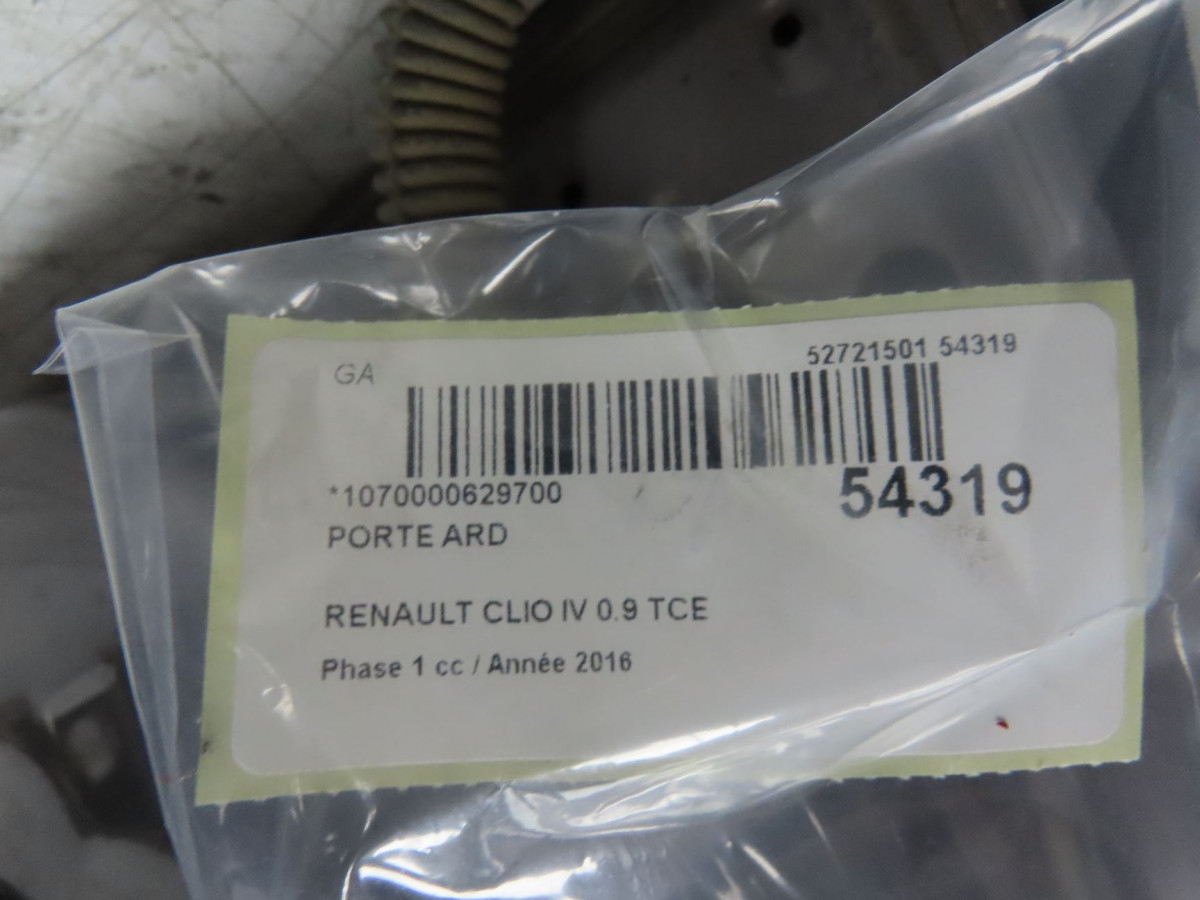 GA
52721501 54319
*1070000629700
54319
PORTE ARD
RENAULT CLIO IV 0.9 TCE
Phase 1 cc / Année 2016